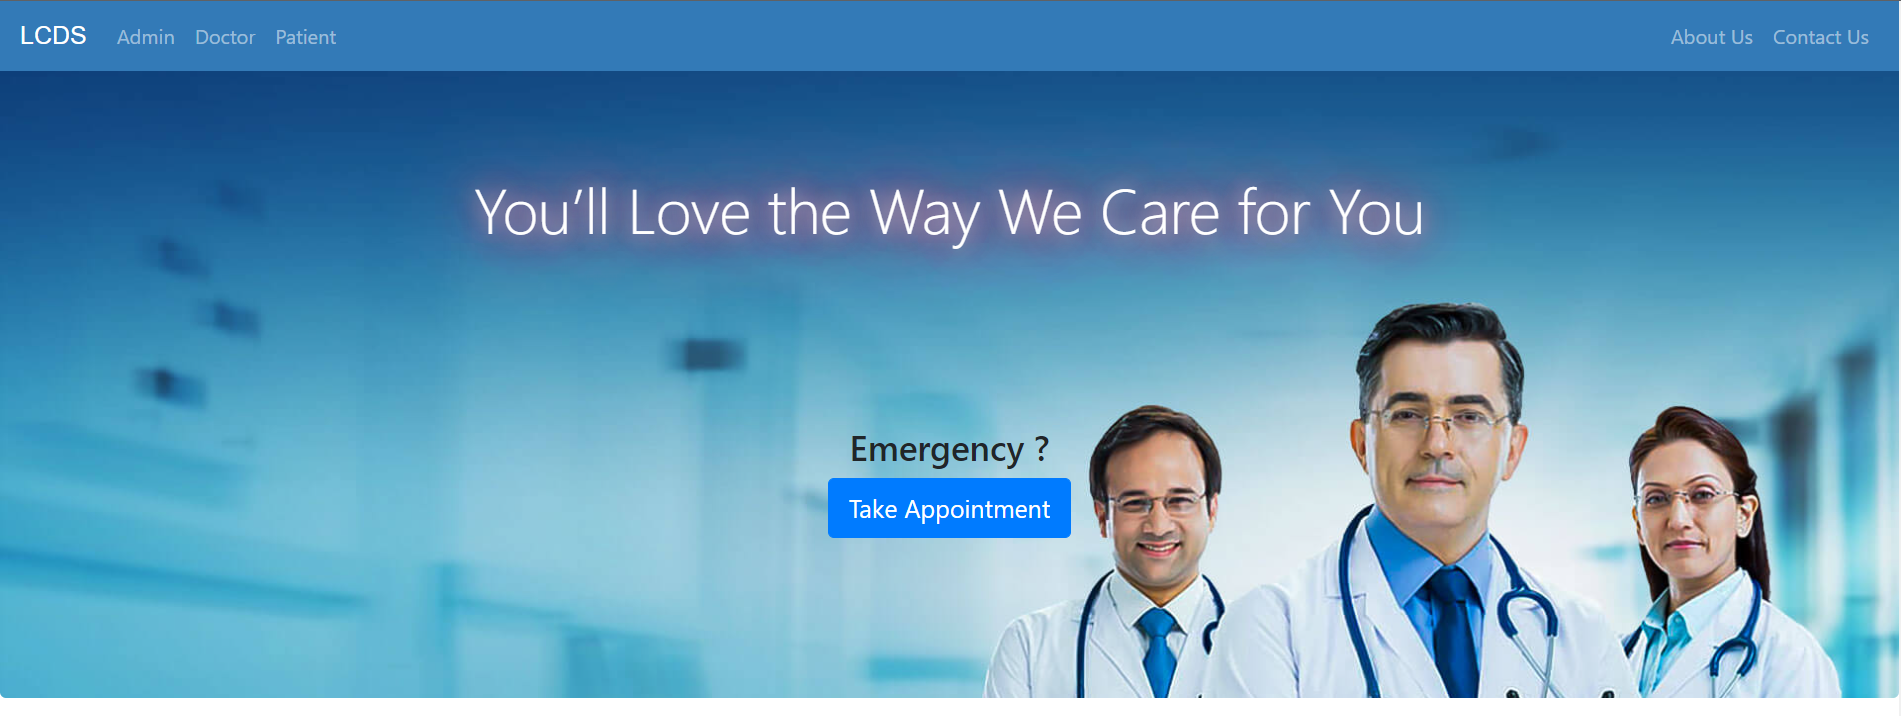 LCDS Admin Doctor Patient About Us Contact Us
You’ll Love the Way We Care for You
Emergency ?
Take Appointment